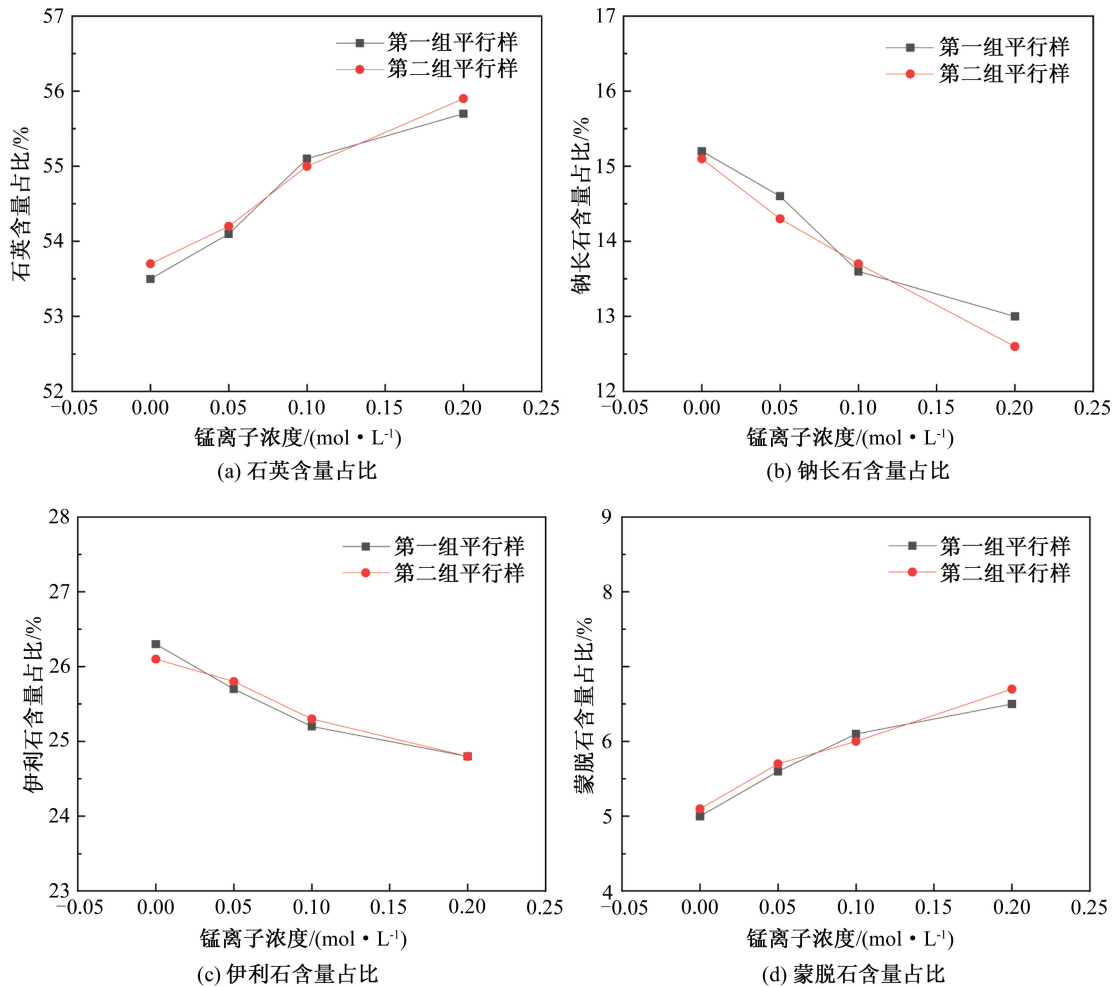 57
56
55
54
53
52
石英含量占比/%
第一组平行样
第二组平行样
−0.05 0.00 0.05 0.10 0.15 0.20 0.25
锰离子浓度/(mol·L⁻¹)
(a) 石英含量占比
17
16
15
14
13
12
钠长石含量占比/%
第一组平行样
第二组平行样
−0.05 0.00 0.05 0.10 0.15 0.20 0.25
锰离子浓度/(mol·L⁻¹)
(b) 钠长石含量占比
28
27
26
25
24
23
伊利石含量占比/%
第一组平行样
第二组平行样
−0.05 0.00 0.05 0.10 0.15 0.20 0.25
锰离子浓度/(mol·L⁻¹)
(c) 伊利石含量占比
9
8
6
5
4
蒙脱石含量占比/%
第一组平行样
第二组平行样
−0.05 0.00 0.05 0.10 0.15 0.20 0.25
锰离子浓度/(mol·L⁻¹)
(d) 蒙脱石含量占比